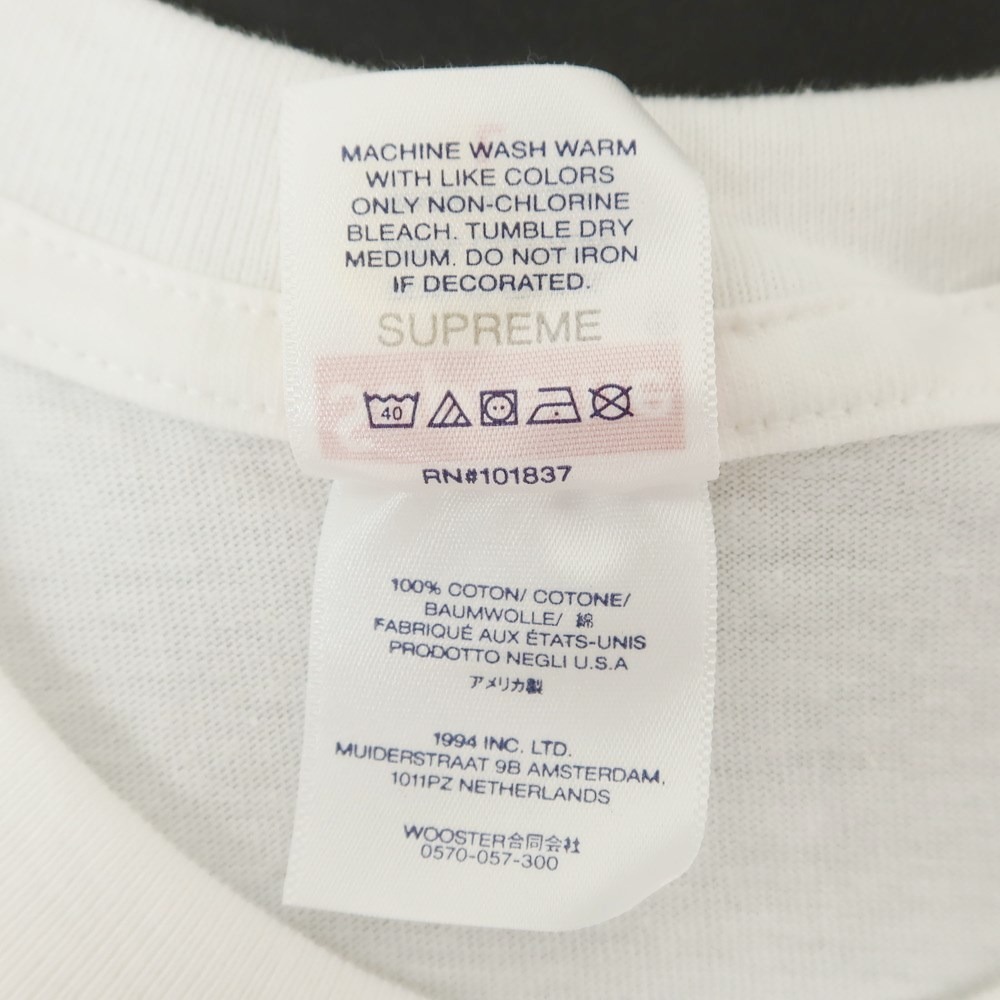 MACHINE WASH WARM
WITH LIKE COLORS
ONLY NON-CHLORINE
BLEACH. TUMBLE DRY
MEDIUM. DO NOT IRON
IF DECORATED.
SUPREME
40
RN#101837
100% COTON/ COTONE/
BAUMWOLLE/ 綿
FABRIQUÉ AUX ÉTATS-UNIS
PRODOTTO NEGLI U.S.A
アメリカ製
1994 INC. LTD.
MUIDERSTRAAT 9B AMSTERDAM,
1011PZ NETHERLANDS
WOOSTER合同会社
0570-057-300